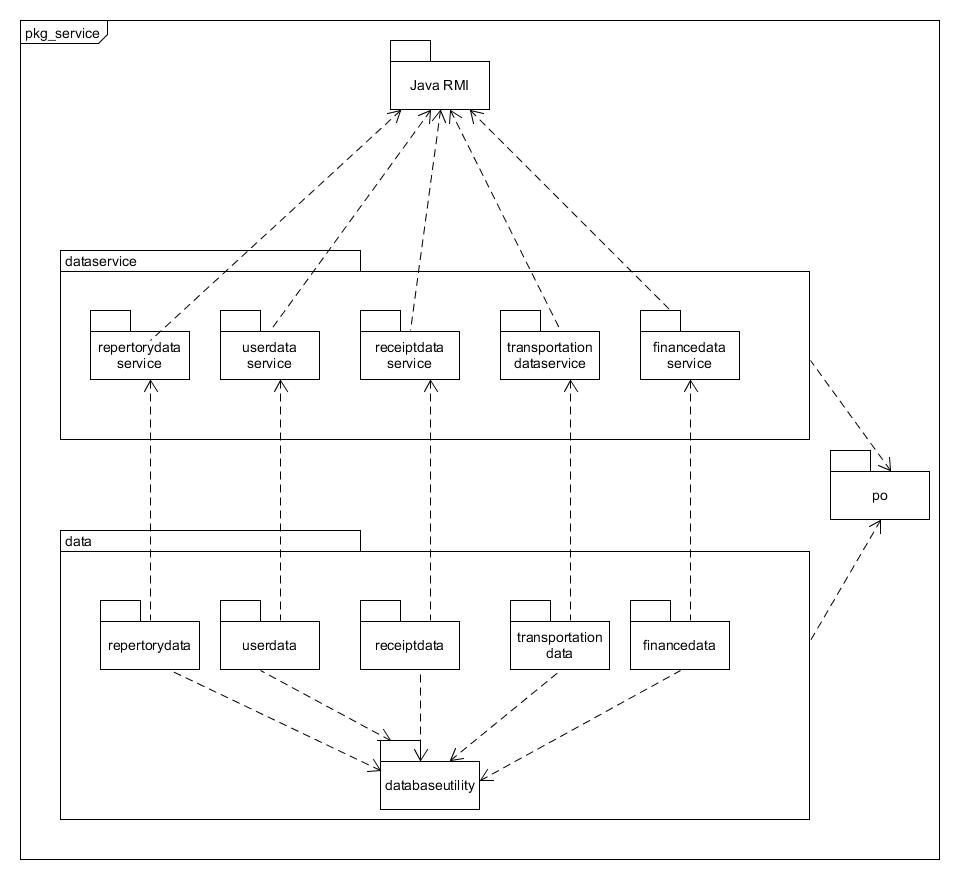 pkg_service
Java RMI
dataservice
repertorydata
service
userdata
service
receiptdata
service
transportation
dataservice
financedata
service
po
data
repertorydata
userdata
receiptdata
transportation
data
financedata
databaseutility